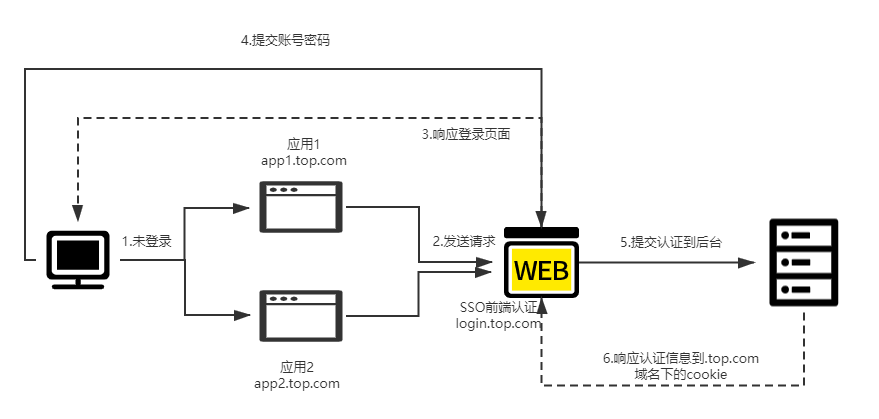 4.提交账号密码
3.响应登录页面
应用1
app1.top.com
1.未登录
2.发送请求
WEB
5.提交认证到后台
SSO前端认证
login.top.com
6.响应认证信息到.top.com
域名下的cookie
应用2
app2.top.com